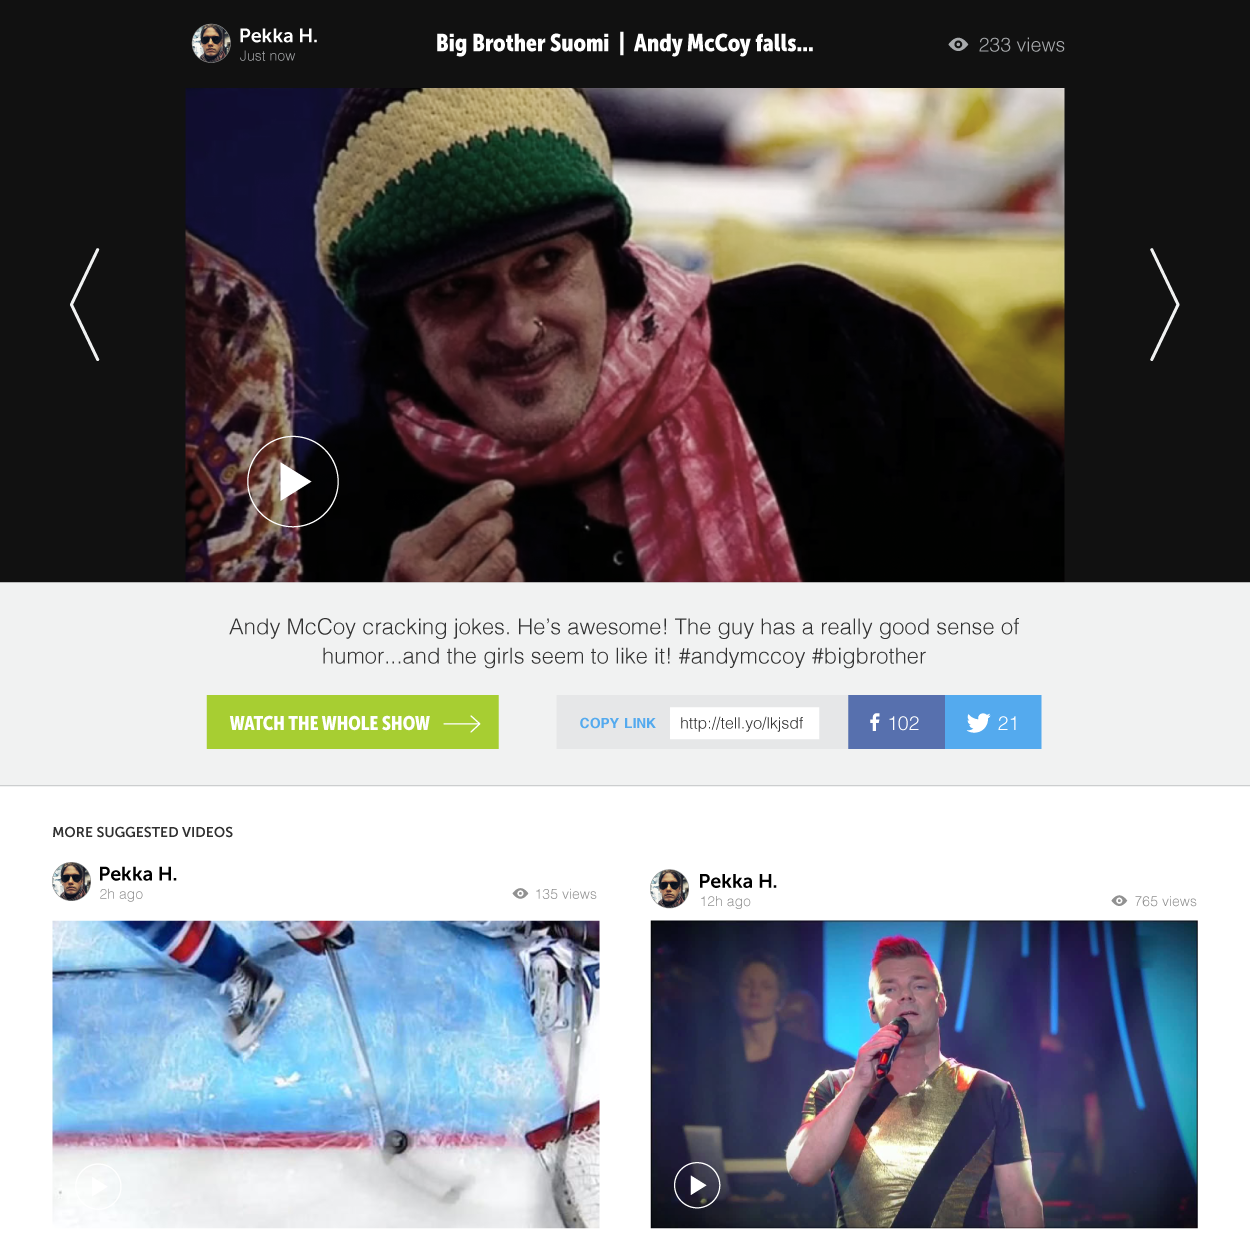 Pekka H.
Just now
Big Brother Suomi | Andy McCoy falls...
233 views
Andy McCoy cracking jokes. He's awesome! The guy has a really good sense of
humor...and the girls seem to like it! #andymccoy #bigbrother
WATCH THE WHOLE SHOW
COPY LINK
http://tell.yo/lkjsdf
102
21
MORE SUGGESTED VIDEOS
Pekka H.
2h ago
135 views
Pekka H.
12h ago
765 views